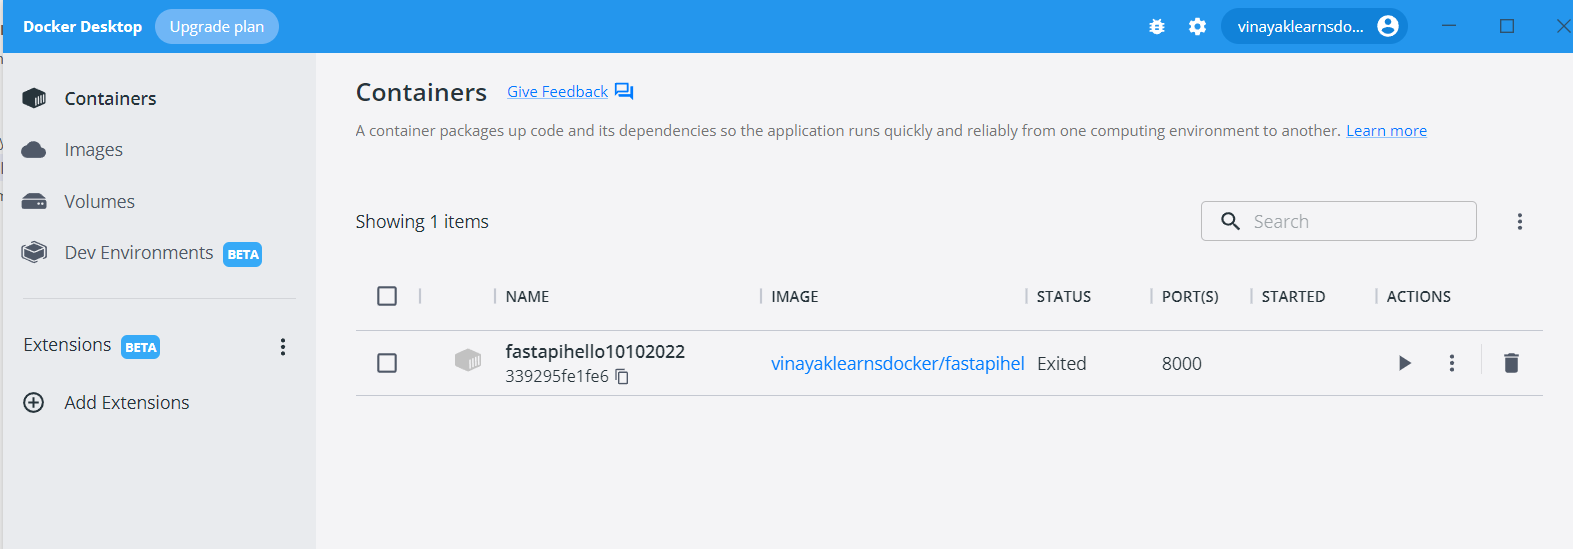 Docker Desktop Upgrade plan vinayaklearnsdo...
Containers
Images
Volumes
Dev Environments BETA
Extensions BETA
Add Extensions
Containers Give Feedback
A container packages up code and its dependencies so the application runs quickly and reliably from one computing environment to another. Learn more
Showing 1 items
Search
NAME IMAGE STATUS PORT(S) STARTED ACTIONS
fastapihello10102022 vinayaklearnsdocker/fastapihel Exited 8000
339295fe1fe6